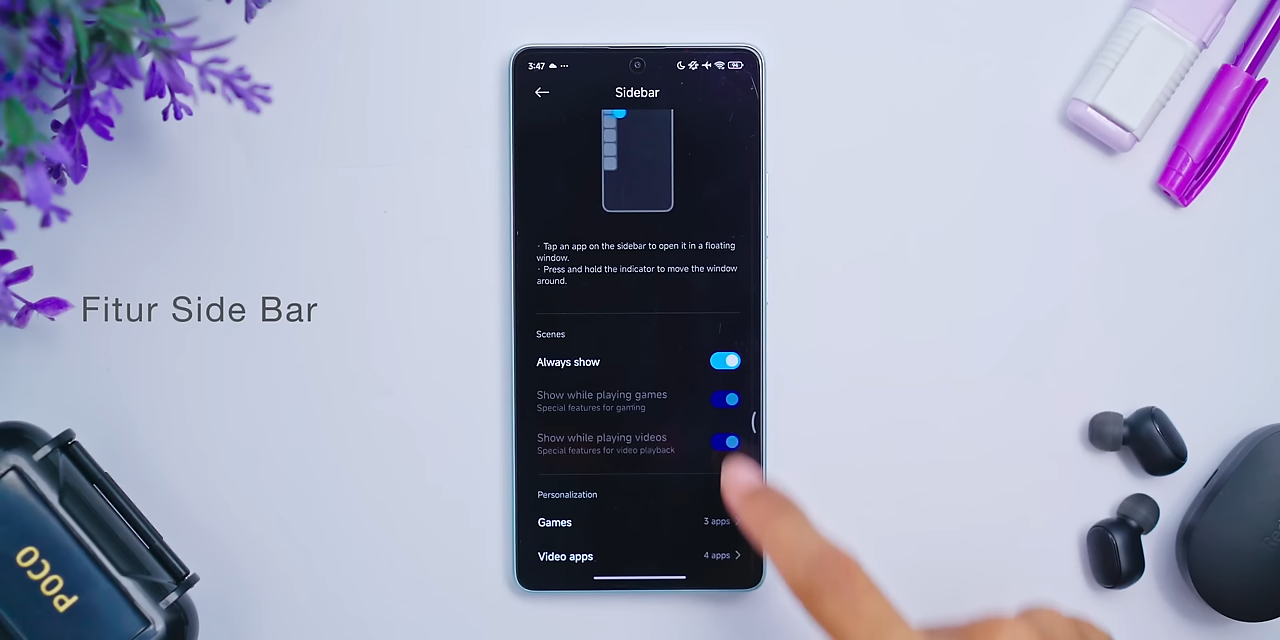 3:47
94
Sidebar
· Tap an app on the sidebar to open it in a floating
window.
· Press and hold the indicator to move the window
around.
Fitur Side Bar
Scenes
Always show
Show while playing games
Special features for gaming
Show while playing videos
Special features for video playback
Personalization
Games
3 apps
Video apps
4 apps
POCO